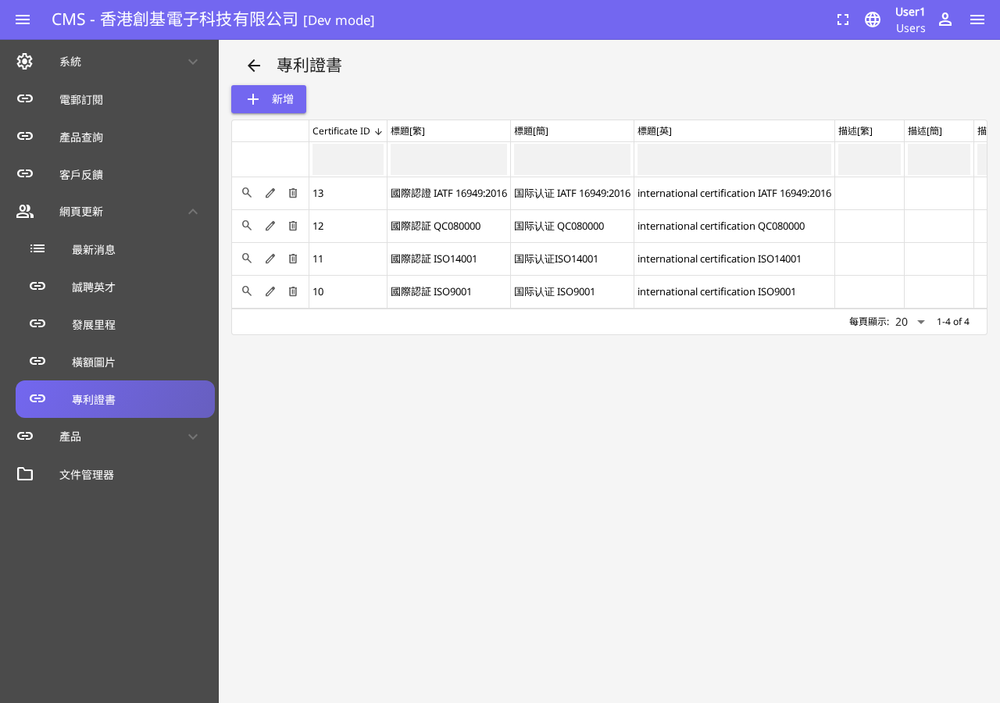 CMS - 香港創基電子科技有限公司 [Dev mode]
User1
Users
系統
電郵訂閱
產品查詢
客戶反饋
網頁更新
最新消息
誠聘英才
發展里程
橫額圖片
專利證書
產品
文件管理器
專利證書
新增
Certificate ID 標題[繁] 標題[簡] 標題[英] 描述[繁] 描述[簡] 描
13 國際認證 IATF 16949:2016 国际认证 IATF 16949:2016 international certification IATF 16949:2016
12 國際認証 QC080000 国际认证 QC080000 international certification QC080000
11 國際認証 ISO14001 国际认证ISO14001 international certification ISO14001
10 國際認証 ISO9001 国际认证 ISO9001 international certification ISO9001
每頁顯示: 20 1-4 of 4